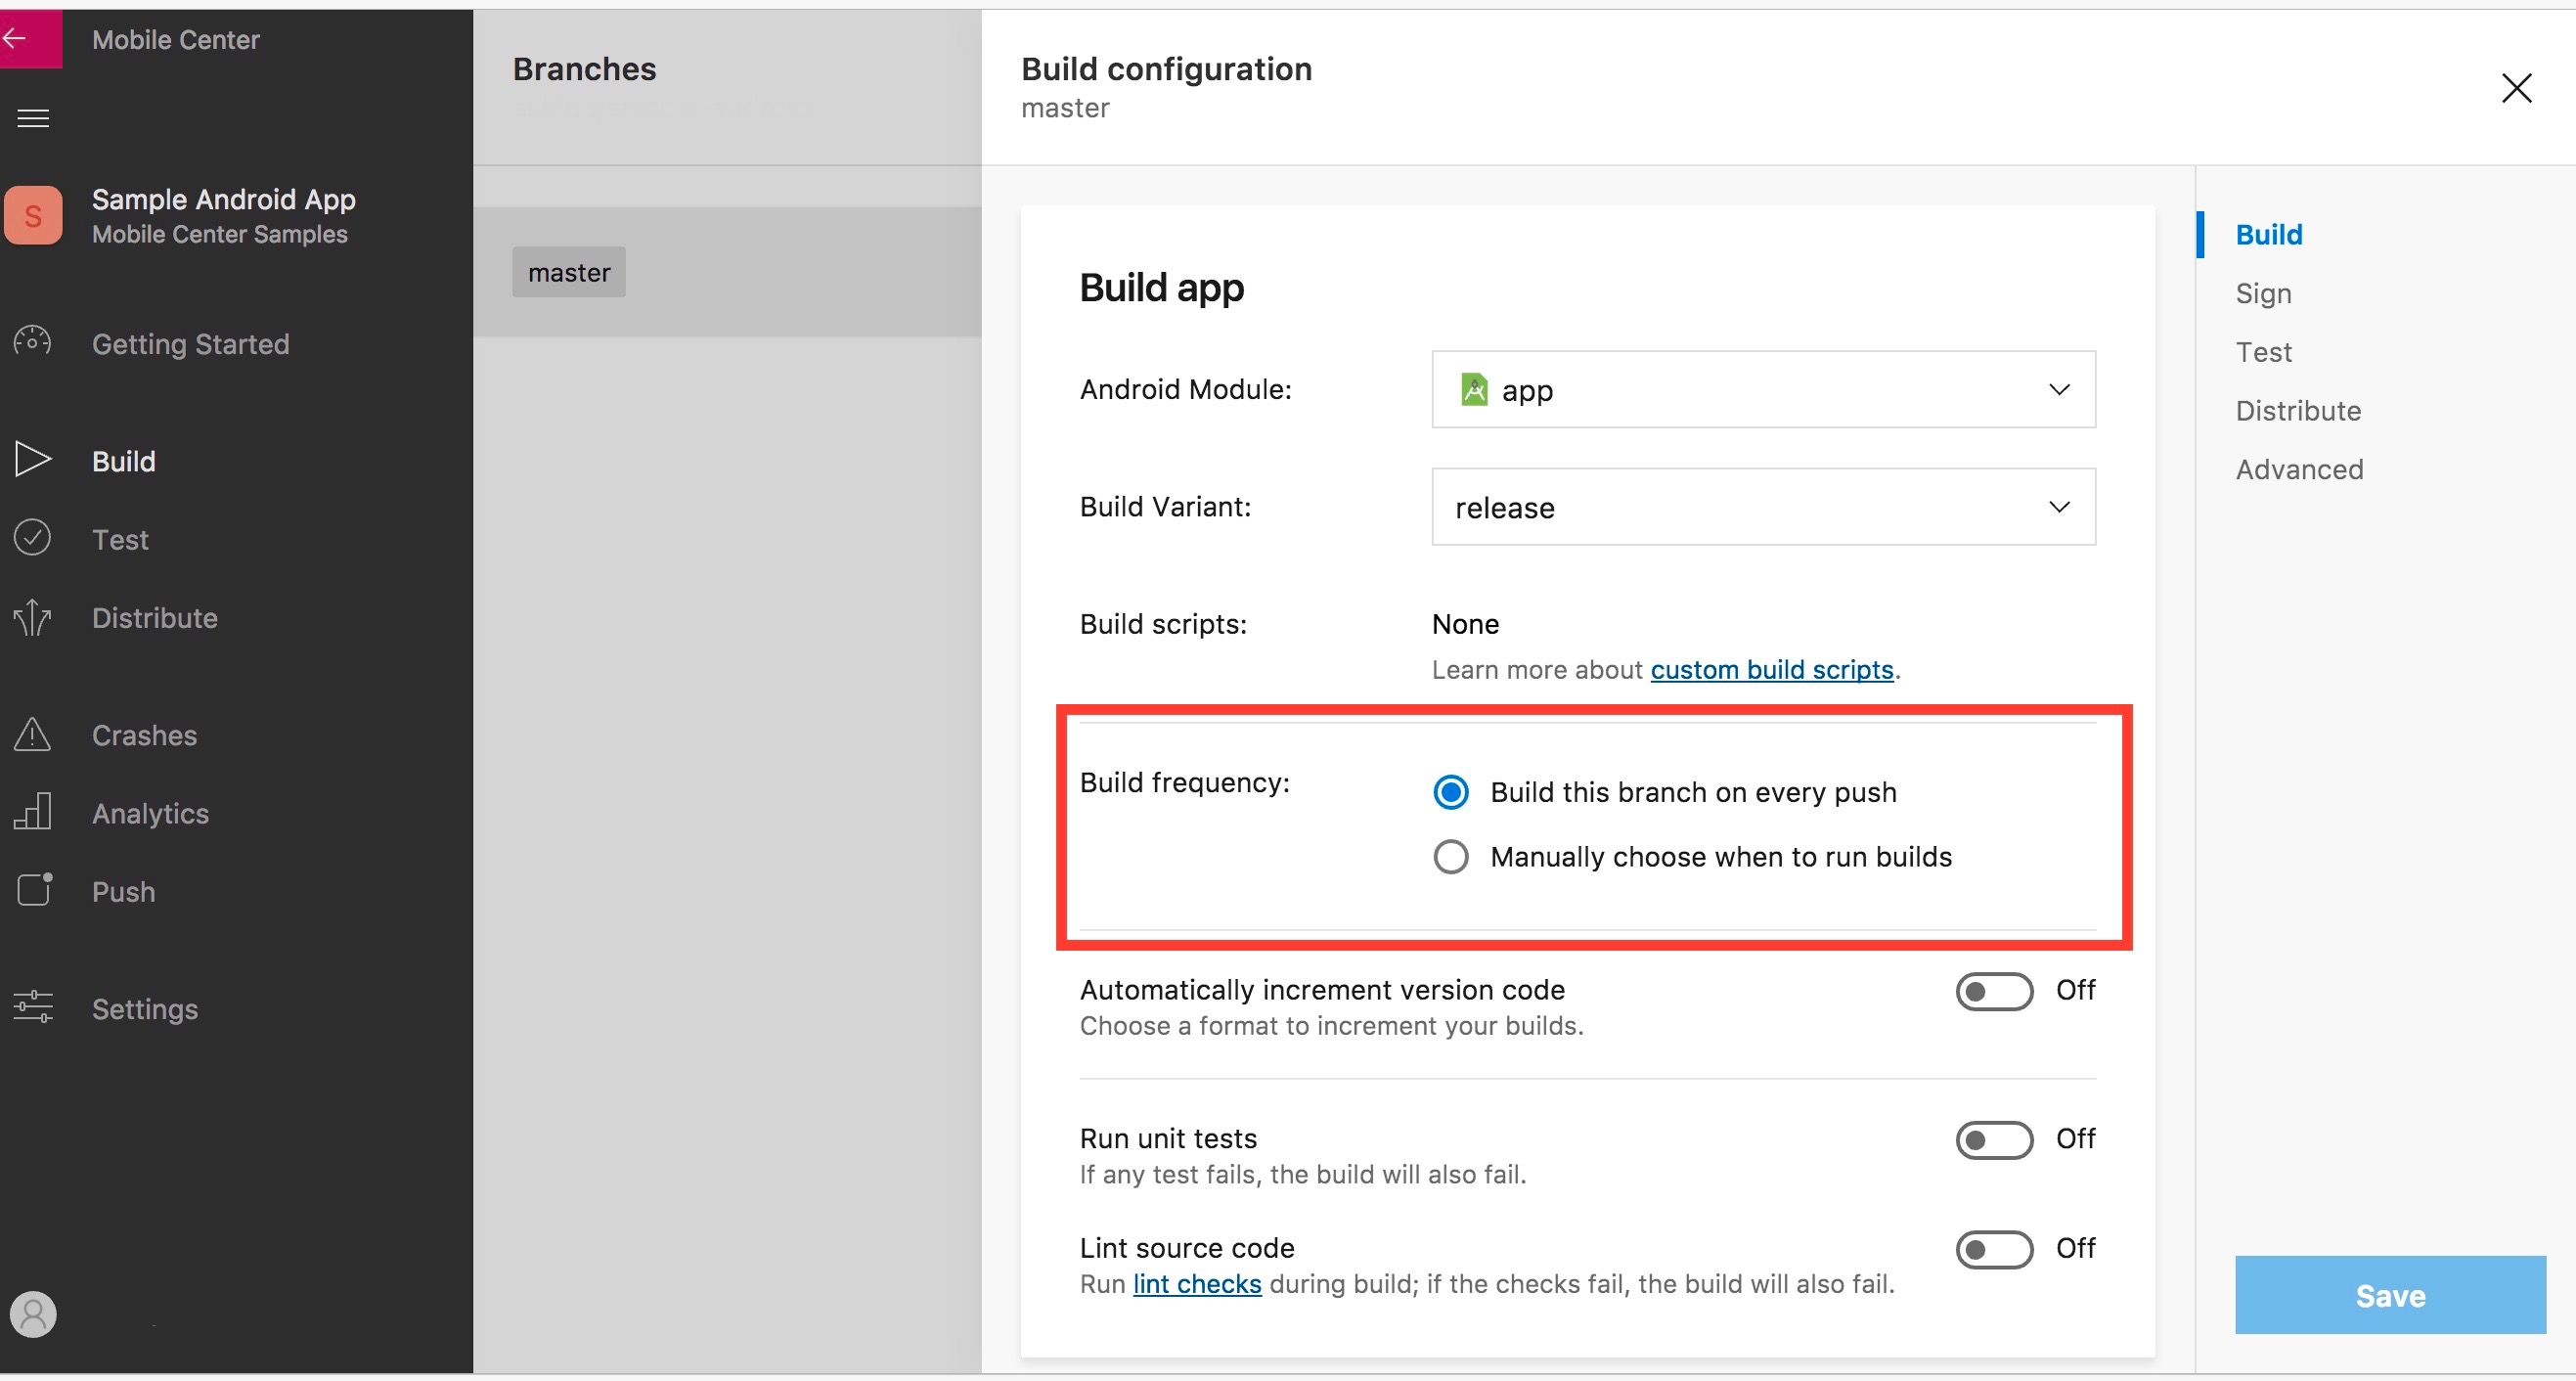 Mobile Center
S
Sample Android App
Mobile Center Samples
Getting Started
Build
Test
Distribute
Crashes
Analytics
Push
Settings
Branches
master
Build configuration
master
Build app
Android Module:
app
Build Variant:
release
Build scripts:
None
Learn more about custom build scripts.
Build frequency:
Build this branch on every push
Manually choose when to run builds
Automatically increment version code
Off
Choose a format to increment your builds.
Run unit tests
Off
If any test fails, the build will also fail.
Lint source code
Off
Run lint checks during build; if the checks fail, the build will also fail.
Build
Sign
Test
Distribute
Advanced
Save